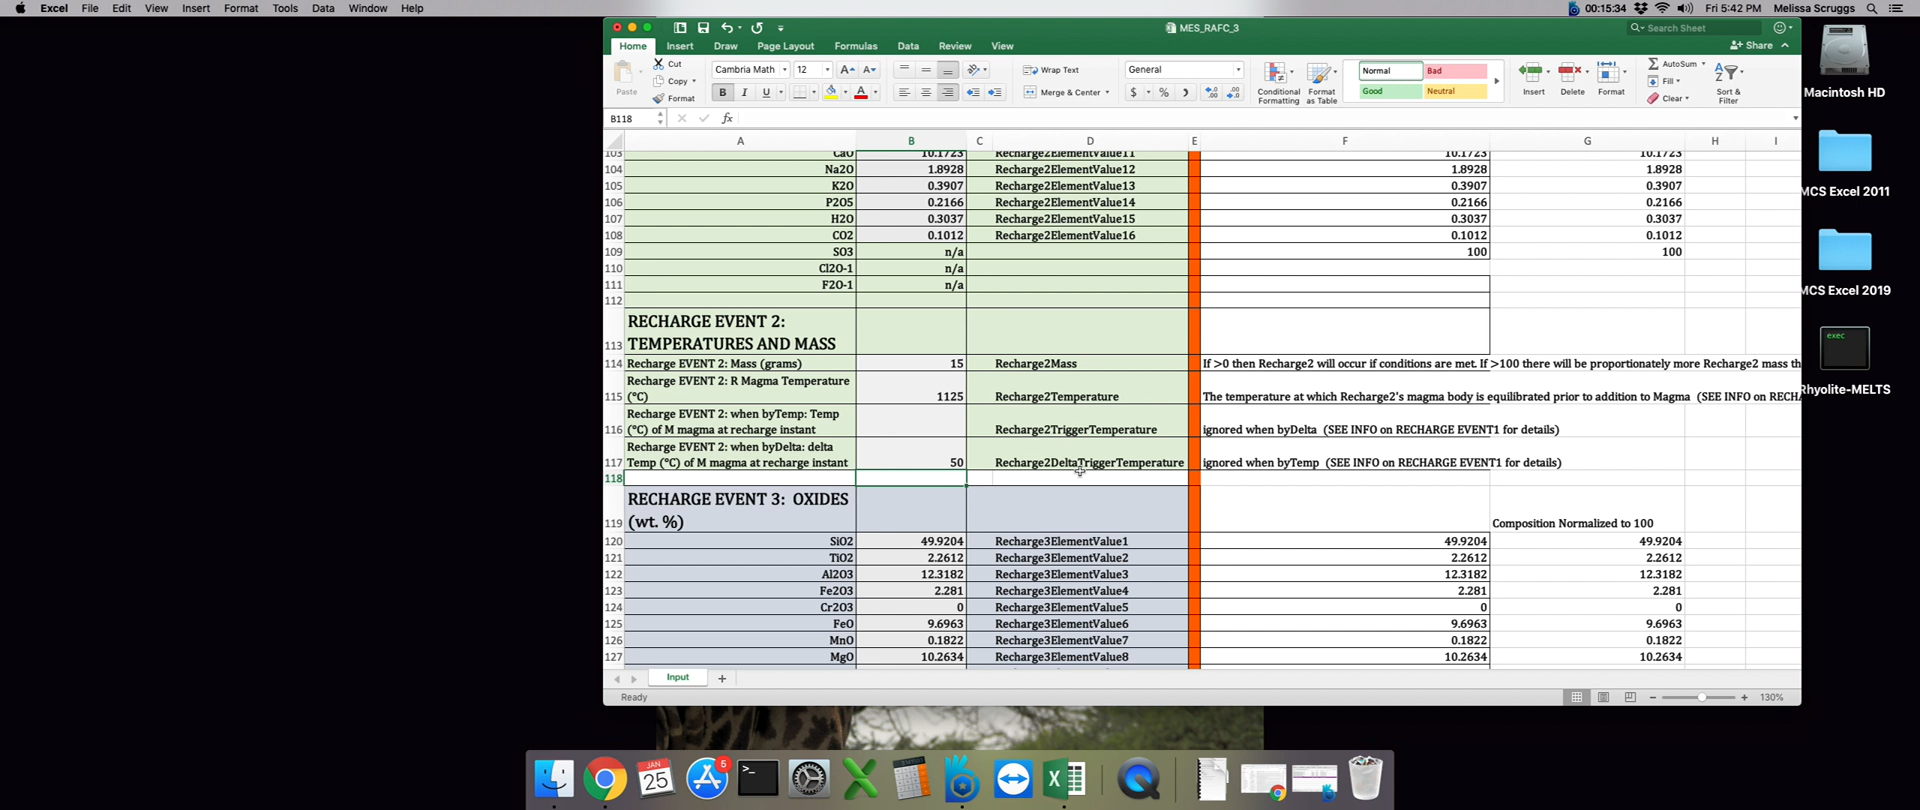 Excel File Edit View Insert Format Tools Data Window Help
00:15:34 Fri 5:42 PM Melissa Scruggs
MES_RAFC_3
Search Sheet
Home Insert Draw Page Layout Formulas Data Review View
Share
Paste
Cut
Copy
Format
Cambria Math 12
B I U
Wrap Text
Merge & Center
General
$ %
Conditional Formatting
Format as Table
Normal Bad
Good Neutral
Insert Delete Format
AutoSum
Fill
Clear
Sort & Filter
B118 fx
A B C D E F G H I
103 CaO 10.1723 Recharge2ElementValue11 10.1723 10.1723
104 Na2O 1.8928 Recharge2ElementValue12 1.8928 1.8928
105 K2O 0.3907 Recharge2ElementValue13 0.3907 0.3907
106 P2O5 0.2166 Recharge2ElementValue14 0.2166 0.2166
107 H2O 0.3037 Recharge2ElementValue15 0.3037 0.3037
108 CO2 0.1012 Recharge2ElementValue16 0.1012 0.1012
109 SO3 n/a 100 100
110 Cl2O-1 n/a
111 F2O-1 n/a
112
RECHARGE EVENT 2:
113 TEMPERATURES AND MASS
114 Recharge EVENT 2: Mass (grams) 15 Recharge2Mass If >0 then Recharge2 will occur if conditions are met. If >100 there will be proportionately more Recharge2 mass th
Recharge EVENT 2: R Magma Temperature
115 (°C) 1125 Recharge2Temperature The temperature at which Recharge2's magma body is equilibrated prior to addition to Magma (SEE INFO on RECHA
Recharge EVENT 2: when byTemp: Temp
116 (°C) of M magma at recharge instant Recharge2TriggerTemperature ignored when byDelta (SEE INFO on RECHARGE EVENT1 for details)
Recharge EVENT 2: when byDelta: delta
117 Temp (°C) of M magma at recharge instant 50 Recharge2DeltaTriggerTemperature ignored when byTemp (SEE INFO on RECHARGE EVENT1 for details)
118
RECHARGE EVENT 3: OXIDES
119 (wt. %) Composition Normalized to 100
120 SiO2 49.9204 Recharge3ElementValue1 49.9204 49.9204
121 TiO2 2.2612 Recharge3ElementValue2 2.2612 2.2612
122 Al2O3 12.3182 Recharge3ElementValue3 12.3182 12.3182
123 Fe2O3 2.281 Recharge3ElementValue4 2.281 2.281
124 Cr2O3 0 Recharge3ElementValue5 0 0
125 FeO 9.6963 Recharge3ElementValue6 9.6963 9.6963
126 MnO 0.1822 Recharge3ElementValue7 0.1822 0.1822
127 MgO 10.2634 Recharge3ElementValue8 10.2634 10.2634
Input
Ready 130%
Macintosh HD
MCS Excel 2011
MCS Excel 2019
exec
Rhyolite-MELTS
JAN
25
5